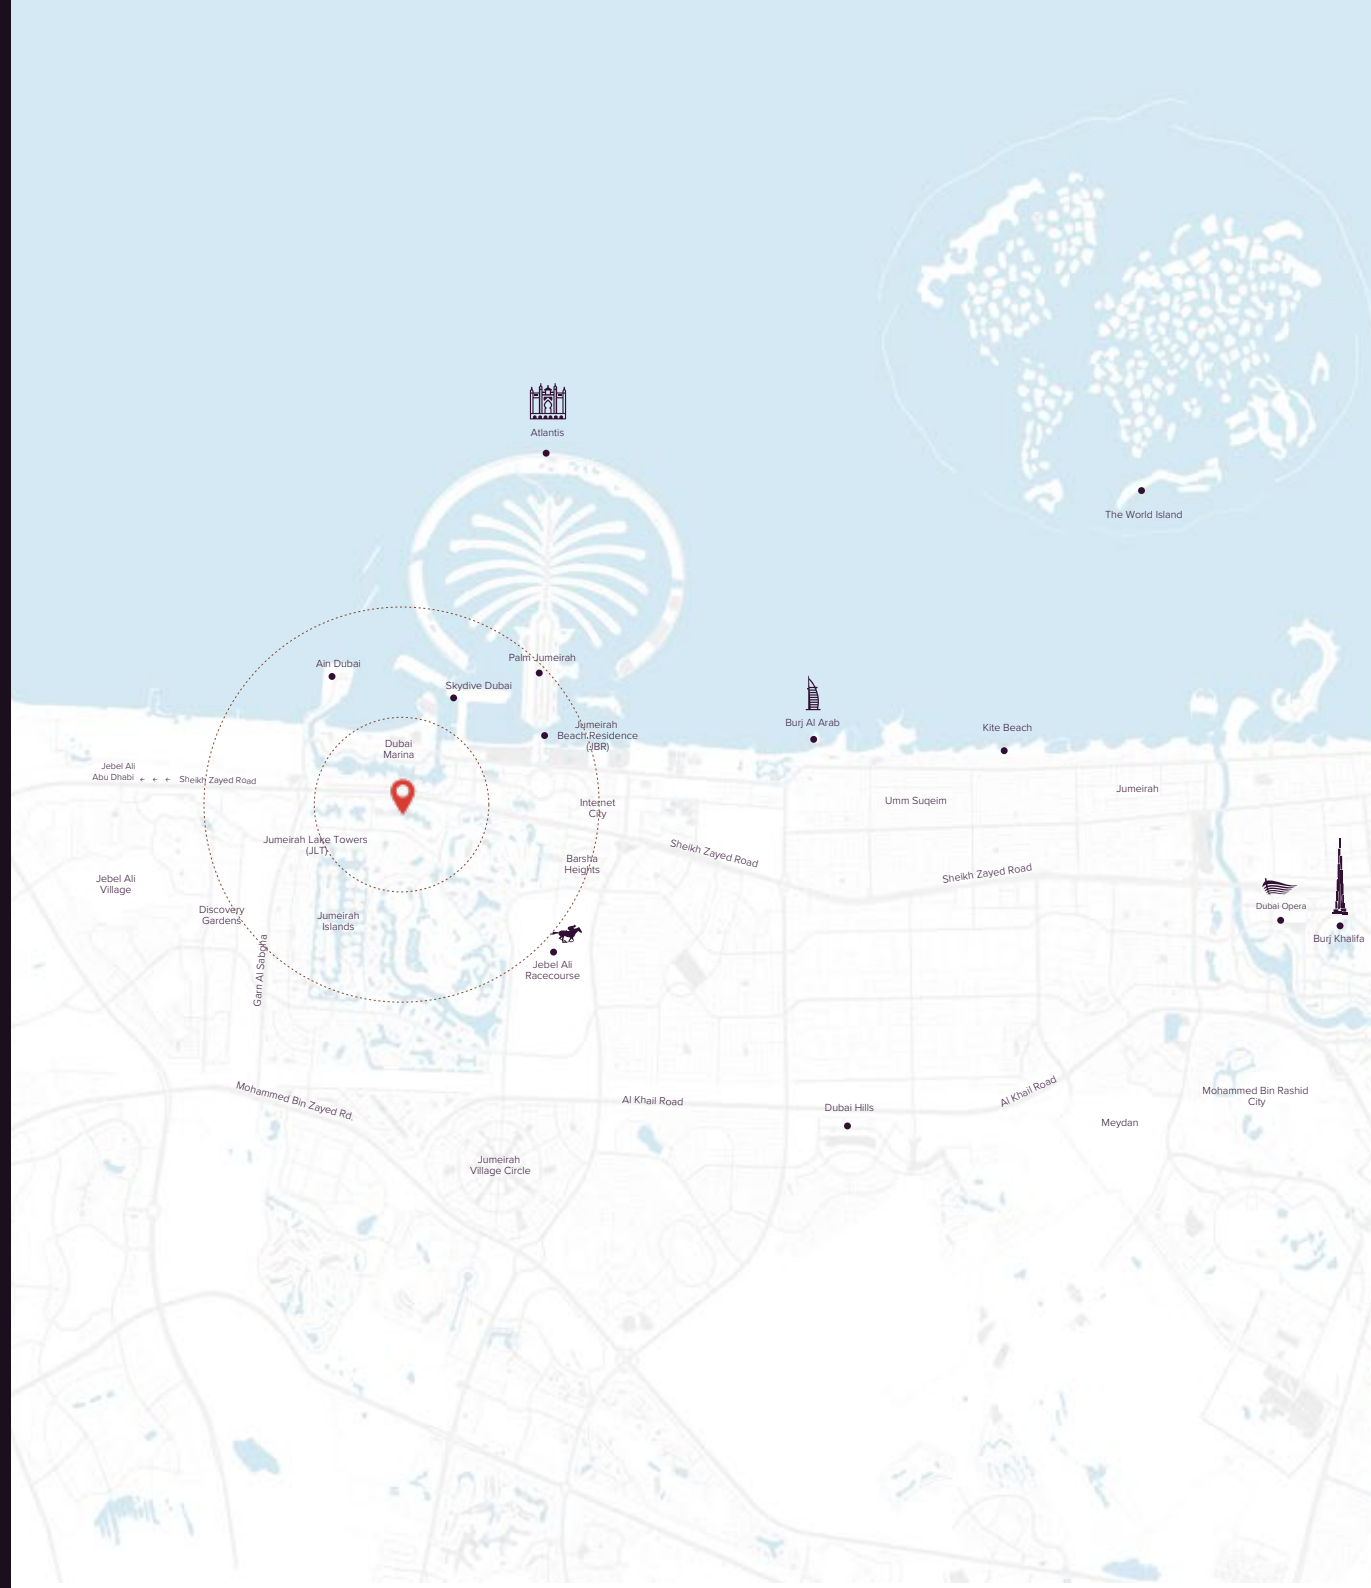 Atlantis
The World Island
Palm Jumeirah
Ain Dubai
Skydive Dubai
Burj Al Arab
Kite Beach
Jumeirah
Beach Residence
(JBR)
Dubai
Marina
Jebel Ali
Abu Dhabi ← ← ← Sheikh Zayed Road
Jumeirah
Umm Suqeim
Internet
City
Jumeirah Lake Towers
(JLT)
Sheikh Zayed Road
Barsha
Heights
Sheikh Zayed Road
Jebel Ali
Village
Dubai Opera
Discovery
Gardens
Jumeirah
Islands
Burj Khalifa
Garn Al Sabgha
Jebel Ali
Racecourse
Mohammed Bin Zayed Rd.
Al Khail Road
Al Khail Road
Mohammed Bin Rashid
City
Dubai Hills
Meydan
Jumeirah
Village Circle